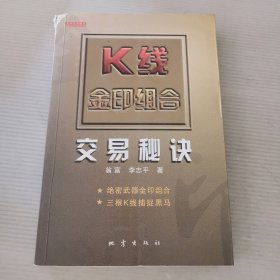 K线
金印组合
交易秘诀
翁富 李志平 著
★绝密武器金印组合
★三根K线捕捉黑马
地震出版社